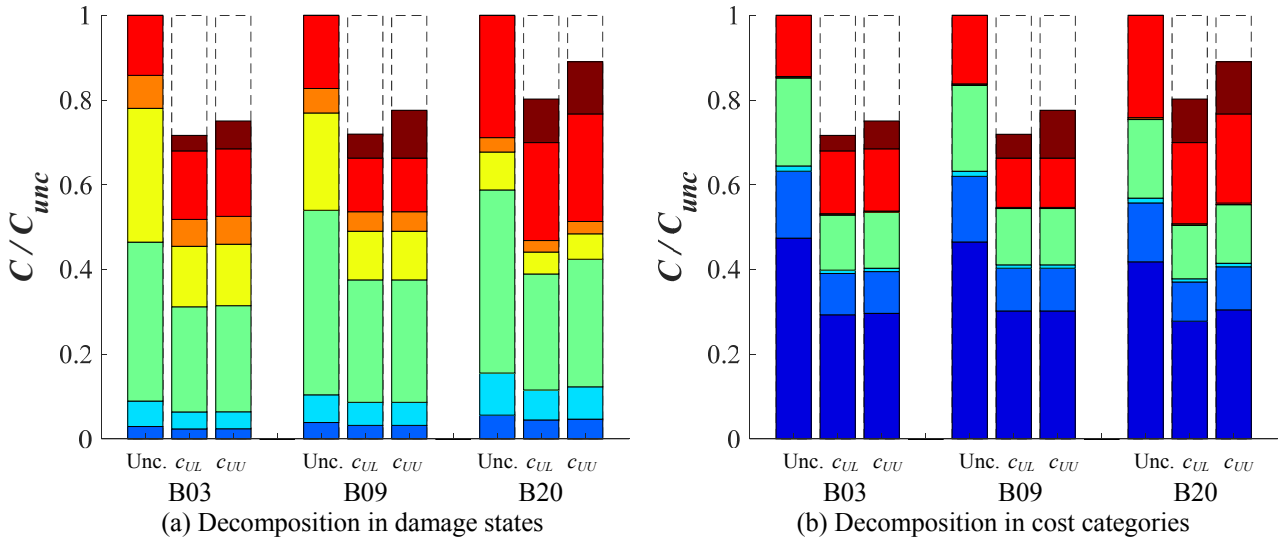 1
0.8
0.6
0.4
0.2
0
C / C_unc
Unc. c_UL c_UU Unc. c_UL c_UU Unc. c_UL c_UU
B03 B09 B20
(a) Decomposition in damage states
1
0.8
0.6
0.4
0.2
0
C / C_unc
Unc. c_UL c_UU Unc. c_UL c_UU Unc. c_UL c_UU
B03 B09 B20
(b) Decomposition in cost categories